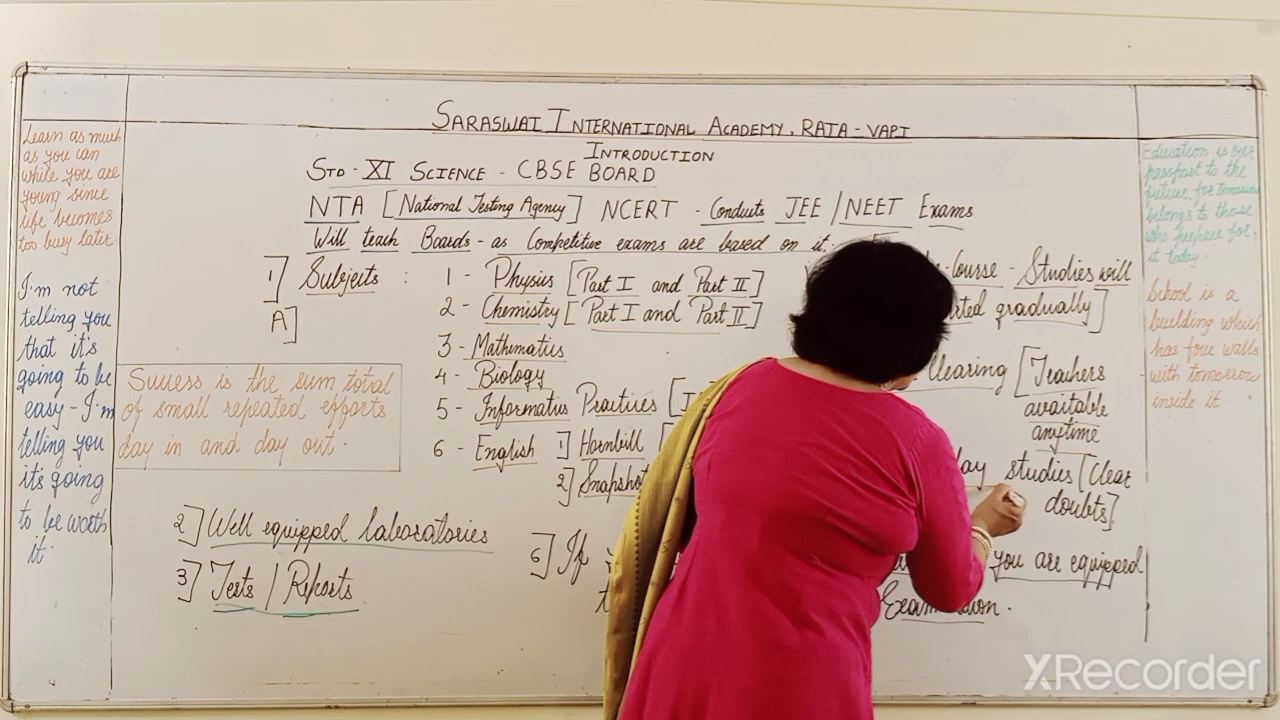 SARASWAT INTERNATIONAL ACADEMY, RATA - VAPI
INTRODUCTION
STD - XI SCIENCE - CBSE BOARD
NTA [National Testing Agency] NCERT - Conducts JEE / NEET Exams
Will teach Boards - as Competitive exams are based on it.
1] Subjects : 1 - Physics [Part I and Part II]
A] 2 - Chemistry [Part I and Part II]
3 - Mathematics
4 - Biology
5 - Informatics Practices [I
6 - English 1] Hornbill [
2] Snapshot
Course - Studies will
gradually]
Clearing [Teachers
available
anytime
studies [Clear
doubts]
2] Well equipped laboratories
3] Tests / Reports
6] If
you are equipped
Examination.
Learn as much
as you can
while you are
young since
life becomes
too busy later.
I'm not
telling you
that it's
going to be
easy - I'm
telling you
it's going
to be worth
it.
Success is the sum total
of small repeated efforts
day in and day out.
Education is our
passport to the
future, for tomorrow
belongs to those
who prepare for
it today.
School is a
building which
has four walls
with tomorrow
inside it
XRecorder